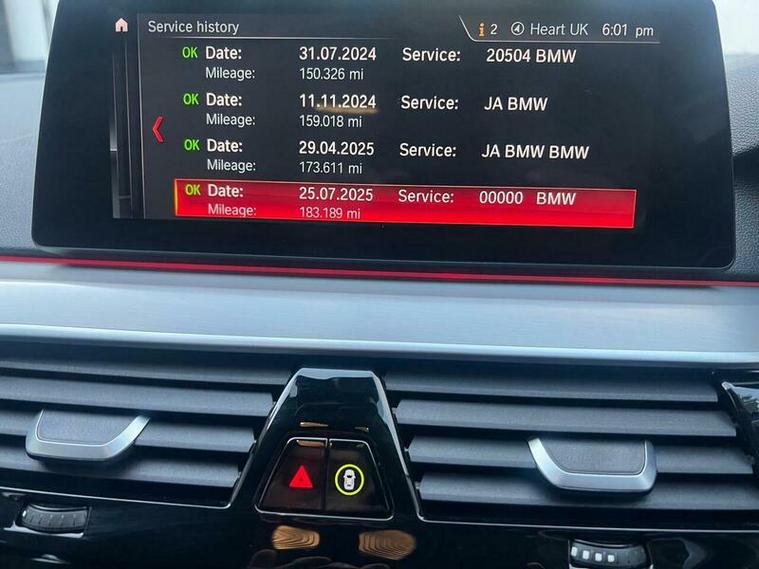 Service history i 2 Heart UK 6:01 pm
OK Date: 31.07.2024 Service: 20504 BMW
Mileage: 150.326 mi
OK Date: 11.11.2024 Service: JA BMW
Mileage: 159.018 mi
OK Date: 29.04.2025 Service: JA BMW BMW
Mileage: 173.611 mi
OK Date: 25.07.2025 Service: 00000 BMW
Mileage: 183.189 mi